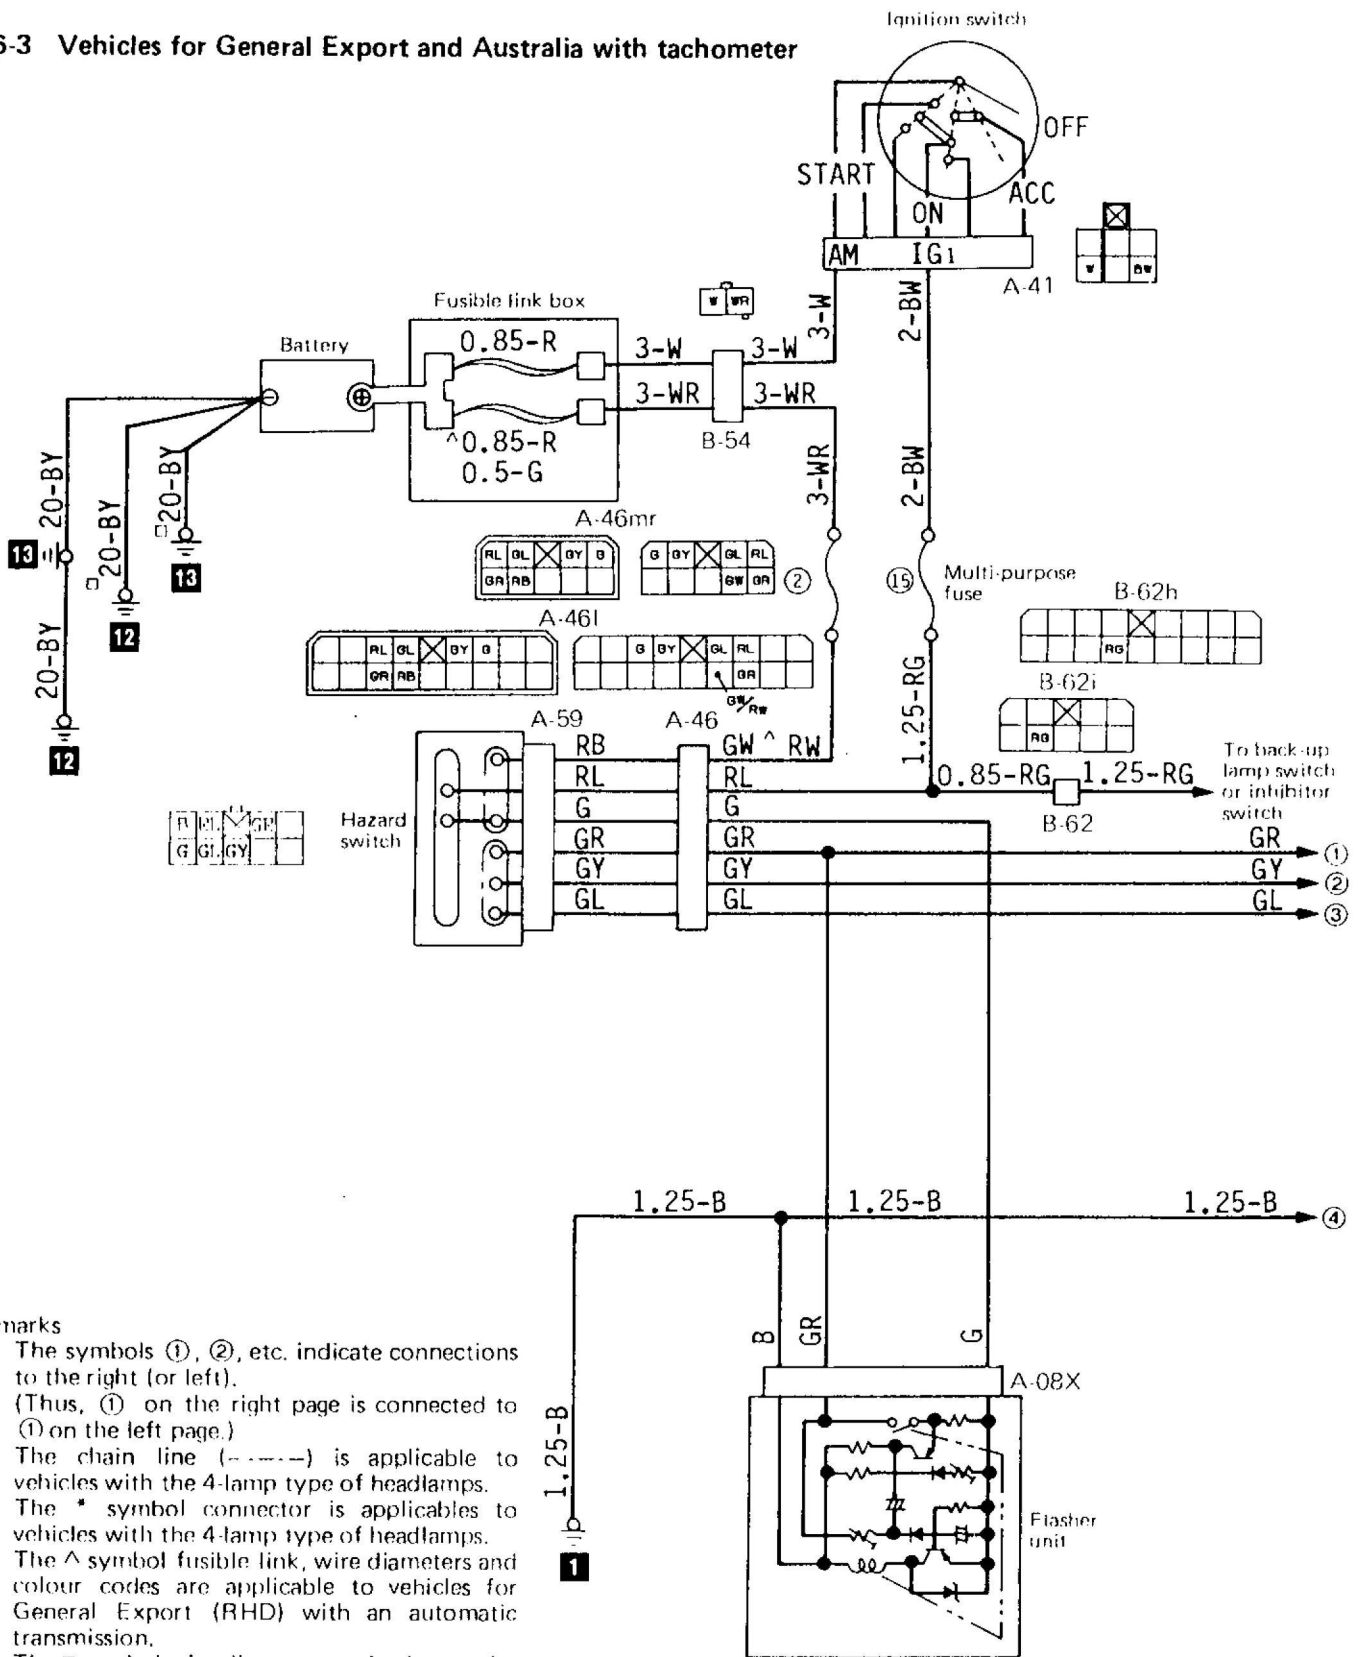 Ignition switch
6-3 Vehicles for General Export and Australia with tachometer
OFF
START
ACC
ON
AM IG1
A-41
W BW
Fusible link box
W WR
3-W
2-BW
Battery
0.85-R
3-W 3-W
3-WR 3-WR
B-54
^0.85-R
0.5-G
3-WR
2-BW
20-BY
20-BY
20-BY
A-46mr
RL GL GY G
GR RB
G GY GL RL
GW GR
② ⑮ Multi-purpose
fuse
13
13
12
B-62h
RG
A-46l
RL GL GY G
GR RB
G GY GL RL
GR
GW/RW
20-BY
12
1.25-RG
B-62i
RG
A-59 A-46
RB GW ^ RW
RL RL
0.85-RG 1.25-RG
To back-up
lamp switch
or inhibitor
switch
B-62
G G
Hazard
switch
B RL GR
G GL GY
GR GR GR ①
GY GY GY ②
GL GL GL ③
1.25-B 1.25-B 1.25-B ④
B GR G
A-08X
1.25-B
1
Flasher
unit
marks
The symbols ①, ②, etc. indicate connections
to the right (or left).
(Thus, ① on the right page is connected to
① on the left page.)
The chain line (–·–·–) is applicable to
vehicles with the 4-lamp type of headlamps.
The * symbol connector is applicables to
vehicles with the 4-lamp type of headlamps.
The ^ symbol fusible link, wire diameters and
colour codes are applicable to vehicles for
General Export (RHD) with an automatic
transmission.